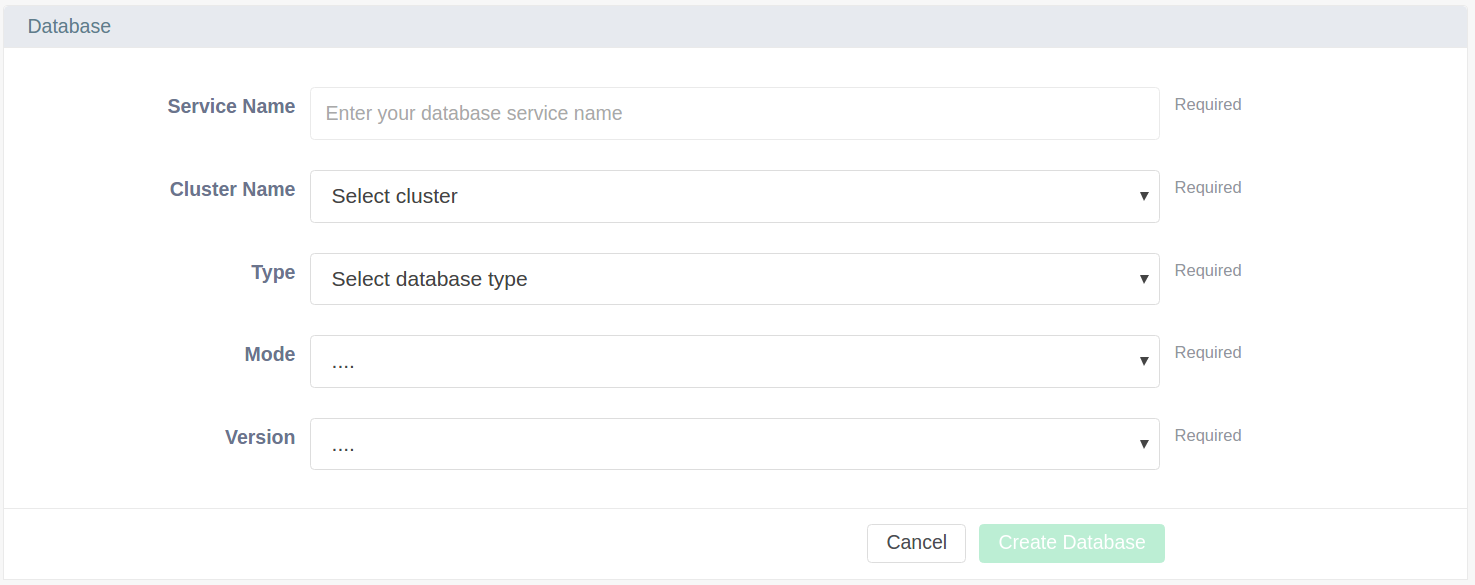 Database
Service Name Enter your database service name Required
Cluster Name Select cluster Required
Type Select database type Required
Mode .... Required
Version .... Required
Cancel Create Database